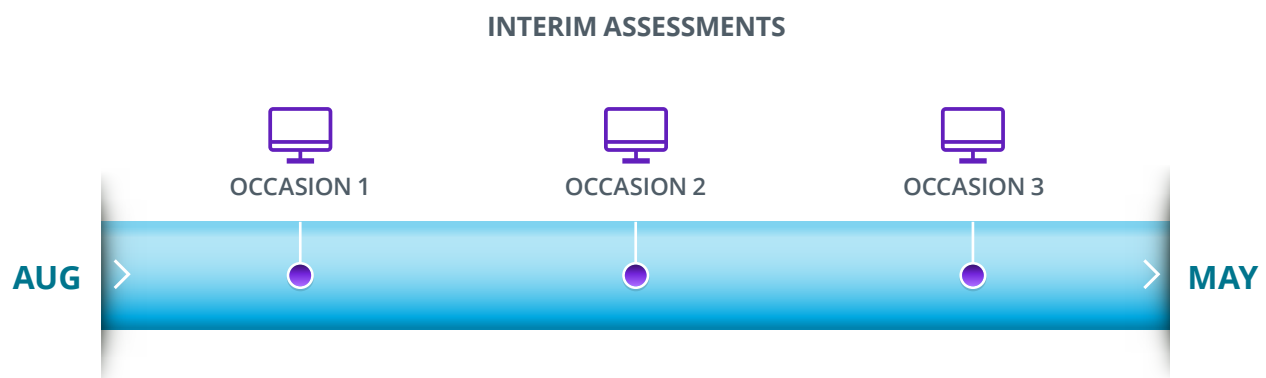 INTERIM ASSESSMENTS
OCCASION 1
OCCASION 2
OCCASION 3
AUG
MAY